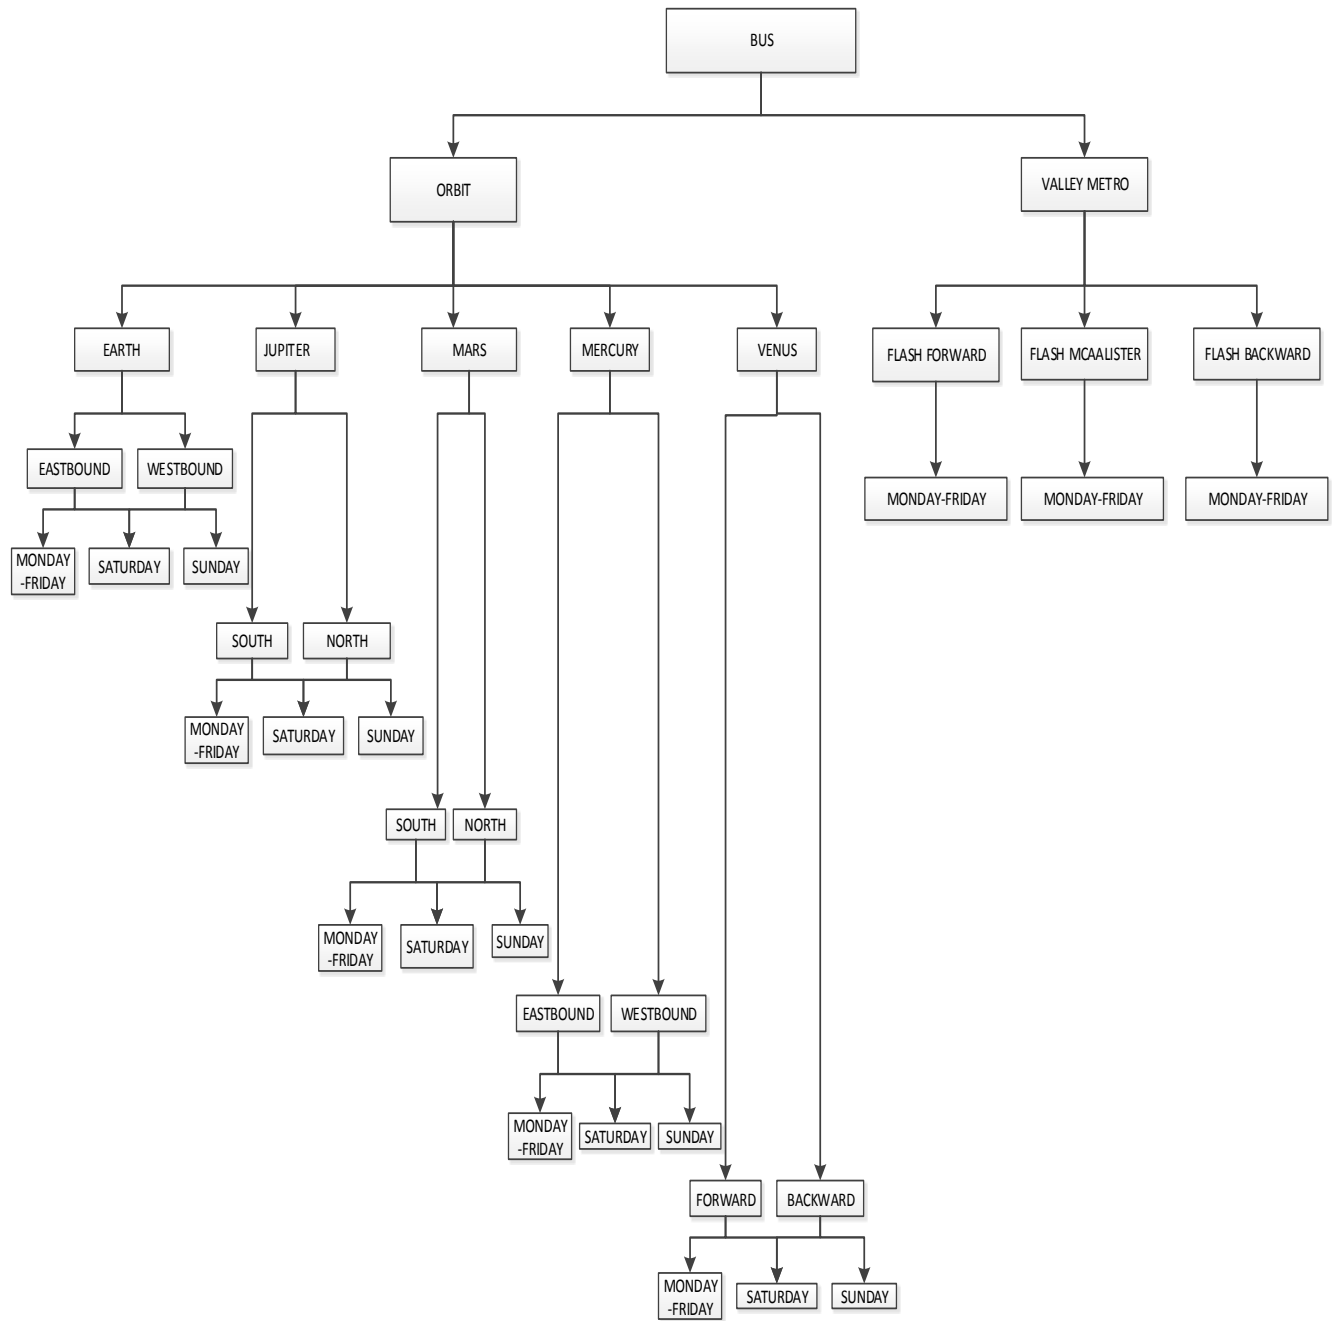 BUS
ORBIT
VALLEY METRO
EARTH
JUPITER
MARS
MERCURY
VENUS
FLASH FORWARD
FLASH MCAALISTER
FLASH BACKWARD
EASTBOUND
WESTBOUND
MONDAY-FRIDAY
MONDAY-FRIDAY
MONDAY-FRIDAY
MONDAY
-FRIDAY
SATURDAY
SUNDAY
SOUTH
NORTH
MONDAY
-FRIDAY
SATURDAY
SUNDAY
SOUTH
NORTH
MONDAY
-FRIDAY
SATURDAY
SUNDAY
EASTBOUND
WESTBOUND
MONDAY
-FRIDAY
SATURDAY
SUNDAY
FORWARD
BACKWARD
MONDAY
-FRIDAY
SATURDAY
SUNDAY